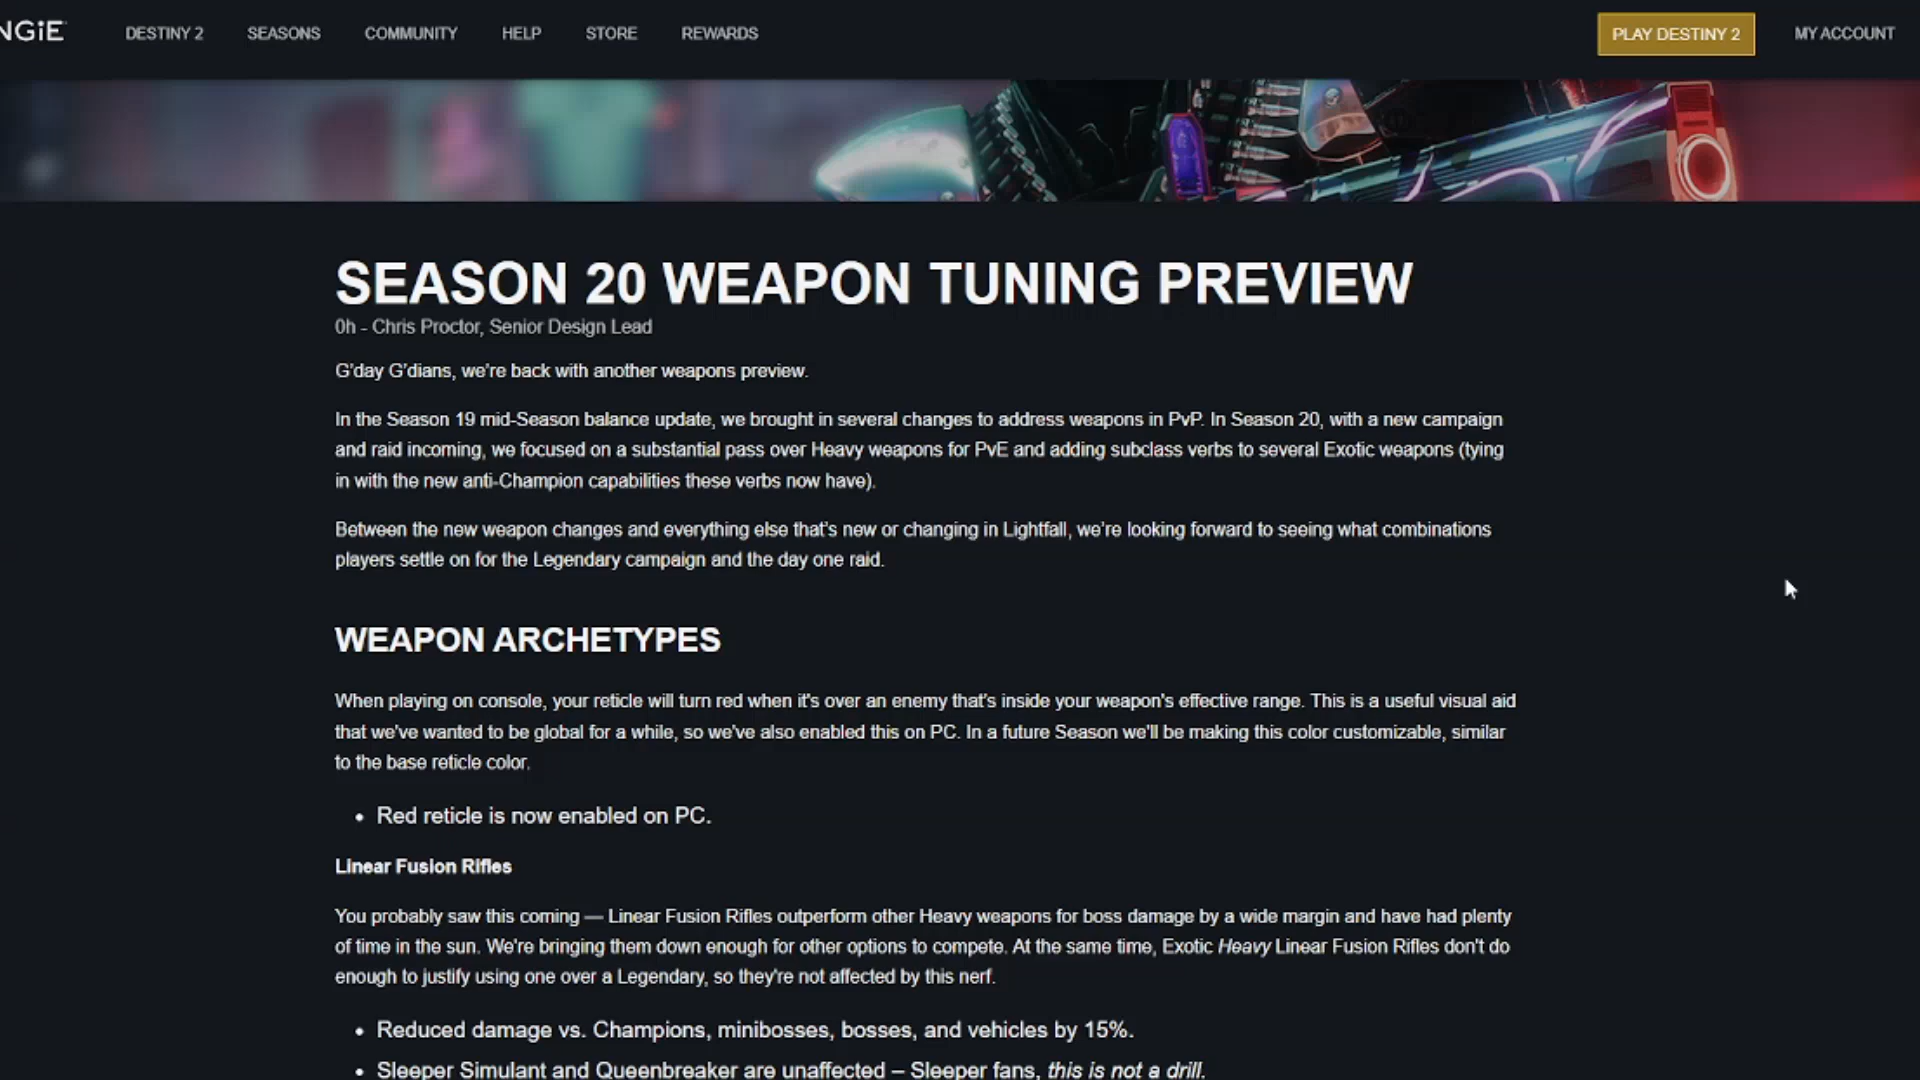 NGiE
DESTINY 2 SEASONS COMMUNITY HELP STORE REWARDS PLAY DESTINY 2 MY ACCOUNT
SEASON 20 WEAPON TUNING PREVIEW
0h - Chris Proctor, Senior Design Lead
G'day G'dians, we're back with another weapons preview.
In the Season 19 mid-Season balance update, we brought in several changes to address weapons in PvP. In Season 20, with a new campaign
and raid incoming, we focused on a substantial pass over Heavy weapons for PvE and adding subclass verbs to several Exotic weapons (tying
in with the new anti-Champion capabilities these verbs now have).
Between the new weapon changes and everything else that's new or changing in Lightfall, we're looking forward to seeing what combinations
players settle on for the Legendary campaign and the day one raid.
WEAPON ARCHETYPES
When playing on console, your reticle will turn red when it's over an enemy that's inside your weapon's effective range. This is a useful visual aid
that we've wanted to be global for a while, so we've also enabled this on PC. In a future Season we'll be making this color customizable, similar
to the base reticle color.
• Red reticle is now enabled on PC.
Linear Fusion Rifles
You probably saw this coming — Linear Fusion Rifles outperform other Heavy weapons for boss damage by a wide margin and have had plenty
of time in the sun. We're bringing them down enough for other options to compete. At the same time, Exotic Heavy Linear Fusion Rifles don't do
enough to justify using one over a Legendary, so they're not affected by this nerf.
• Reduced damage vs. Champions, minibosses, bosses, and vehicles by 15%.
• Sleeper Simulant and Queenbreaker are unaffected – Sleeper fans, this is not a drill.